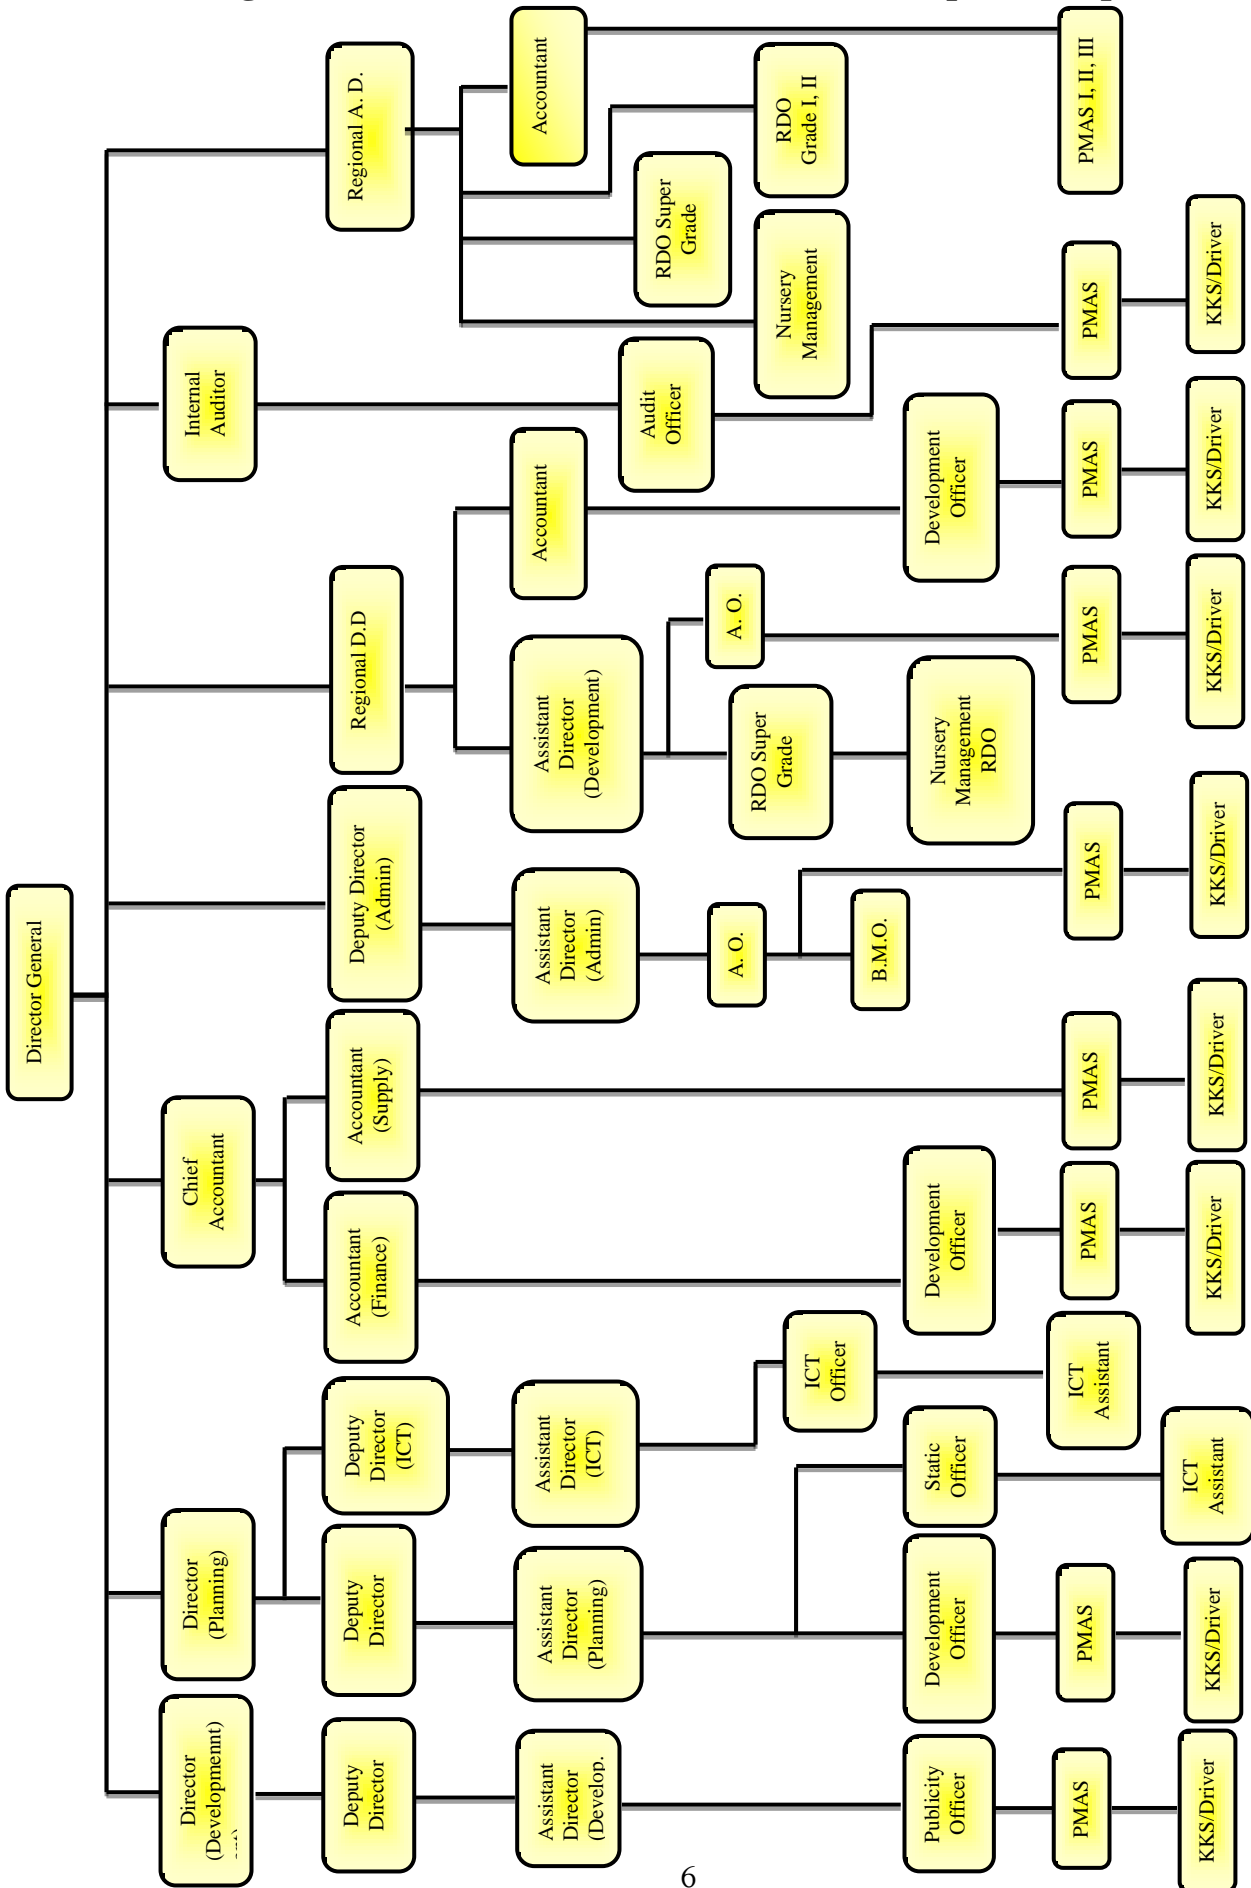 Director General
Director
(Developmennt
Director
(Planning)
Chief
Accountant
Internal
Auditor
Deputy
Director
Deputy
Director
Deputy
Director
(ICT)
Accountant
(Finance)
Accountant
(Supply)
Deputy Director
(Admin)
Regional D.D
Regional A. D.
Assistant
Director
(Develop.
Assistant
Director
(Planning)
Assistant
Director
(ICT)
Assistant
Director
(Admin)
Assistant
Director
(Development)
Accountant
Accountant
Audit
Officer
RDO Super
Grade
A. O.
A. O.
ICT
Officer
RDO Super
Grade
Nursery
Management
RDO
Grade I, II
B.M.O.
Publicity
Officer
Development
Officer
Static
Officer
Development
Officer
Nursery
Management
RDO
Development
Officer
PMAS
PMAS
ICT
Assistant
PMAS
PMAS
PMAS
PMAS
PMAS
PMAS
PMAS I, II, III
KKS/Driver
KKS/Driver
ICT
Assistant
KKS/Driver
KKS/Driver
KKS/Driver
KKS/Driver
KKS/Driver
KKS/Driver
6